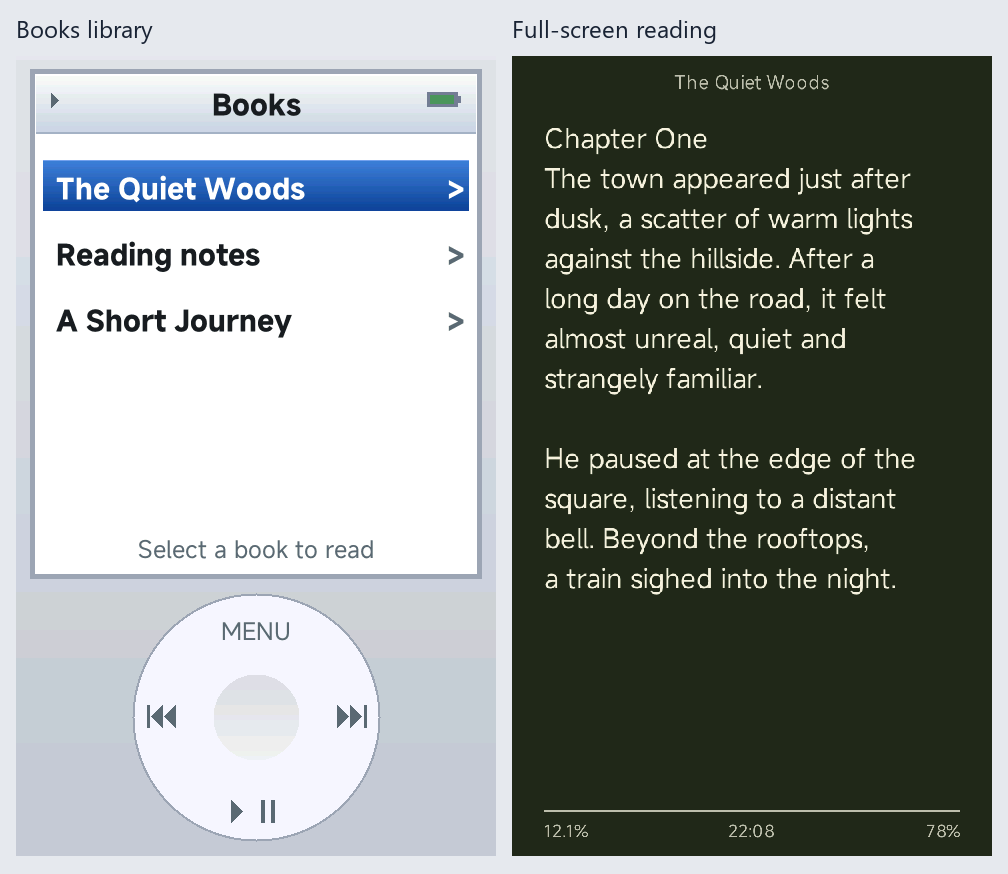 Books library
Books
The Quiet Woods >
Reading notes >
A Short Journey >
Select a book to read
MENU
Full-screen reading
The Quiet Woods
Chapter One
The town appeared just after
dusk, a scatter of warm lights
against the hillside. After a
long day on the road, it felt
almost unreal, quiet and
strangely familiar.
He paused at the edge of the
square, listening to a distant
bell. Beyond the rooftops,
a train sighed into the night.
12.1% 22:08 78%